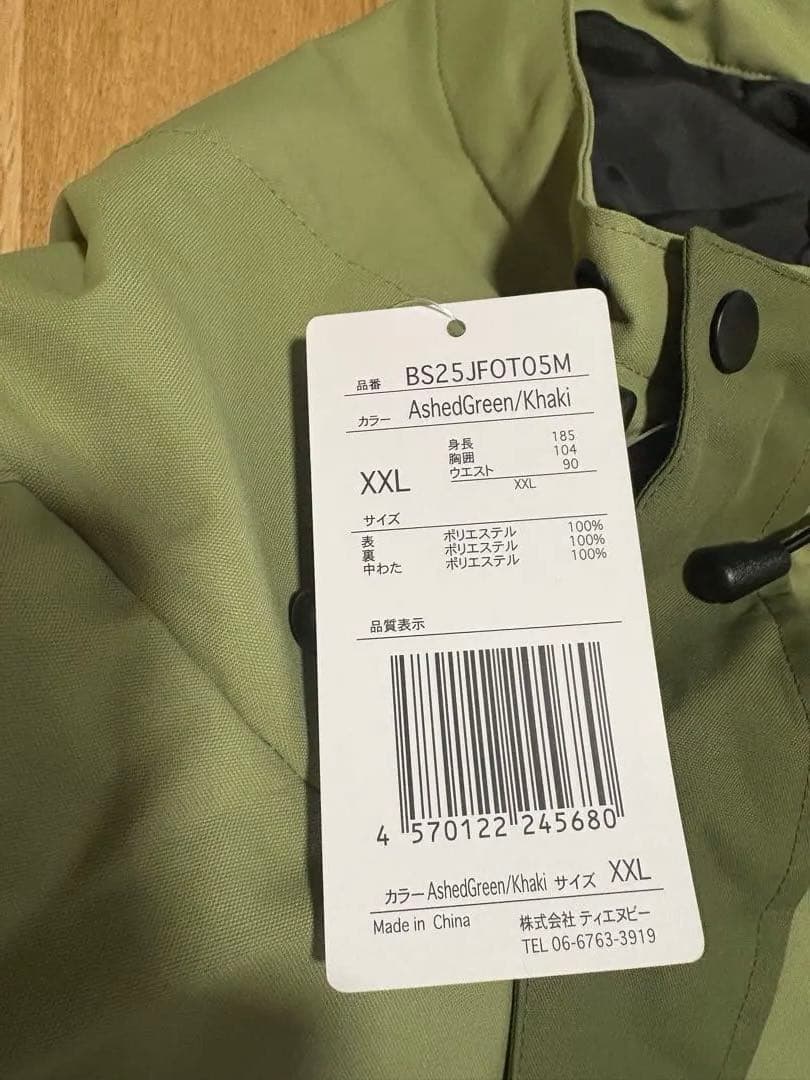 品番 BS25JFOT05M
カラー AshedGreen/Khaki
身長 185
胸囲 104
ウエスト 90
XXL XXL
サイズ
表 ポリエステル 100%
裏 ポリエステル 100%
中わた ポリエステル 100%
品質表示
4 570122 245680
カラー AshedGreen/Khaki サイズ XXL
Made in China 株式会社 ティエヌビー
TEL 06-6763-3919